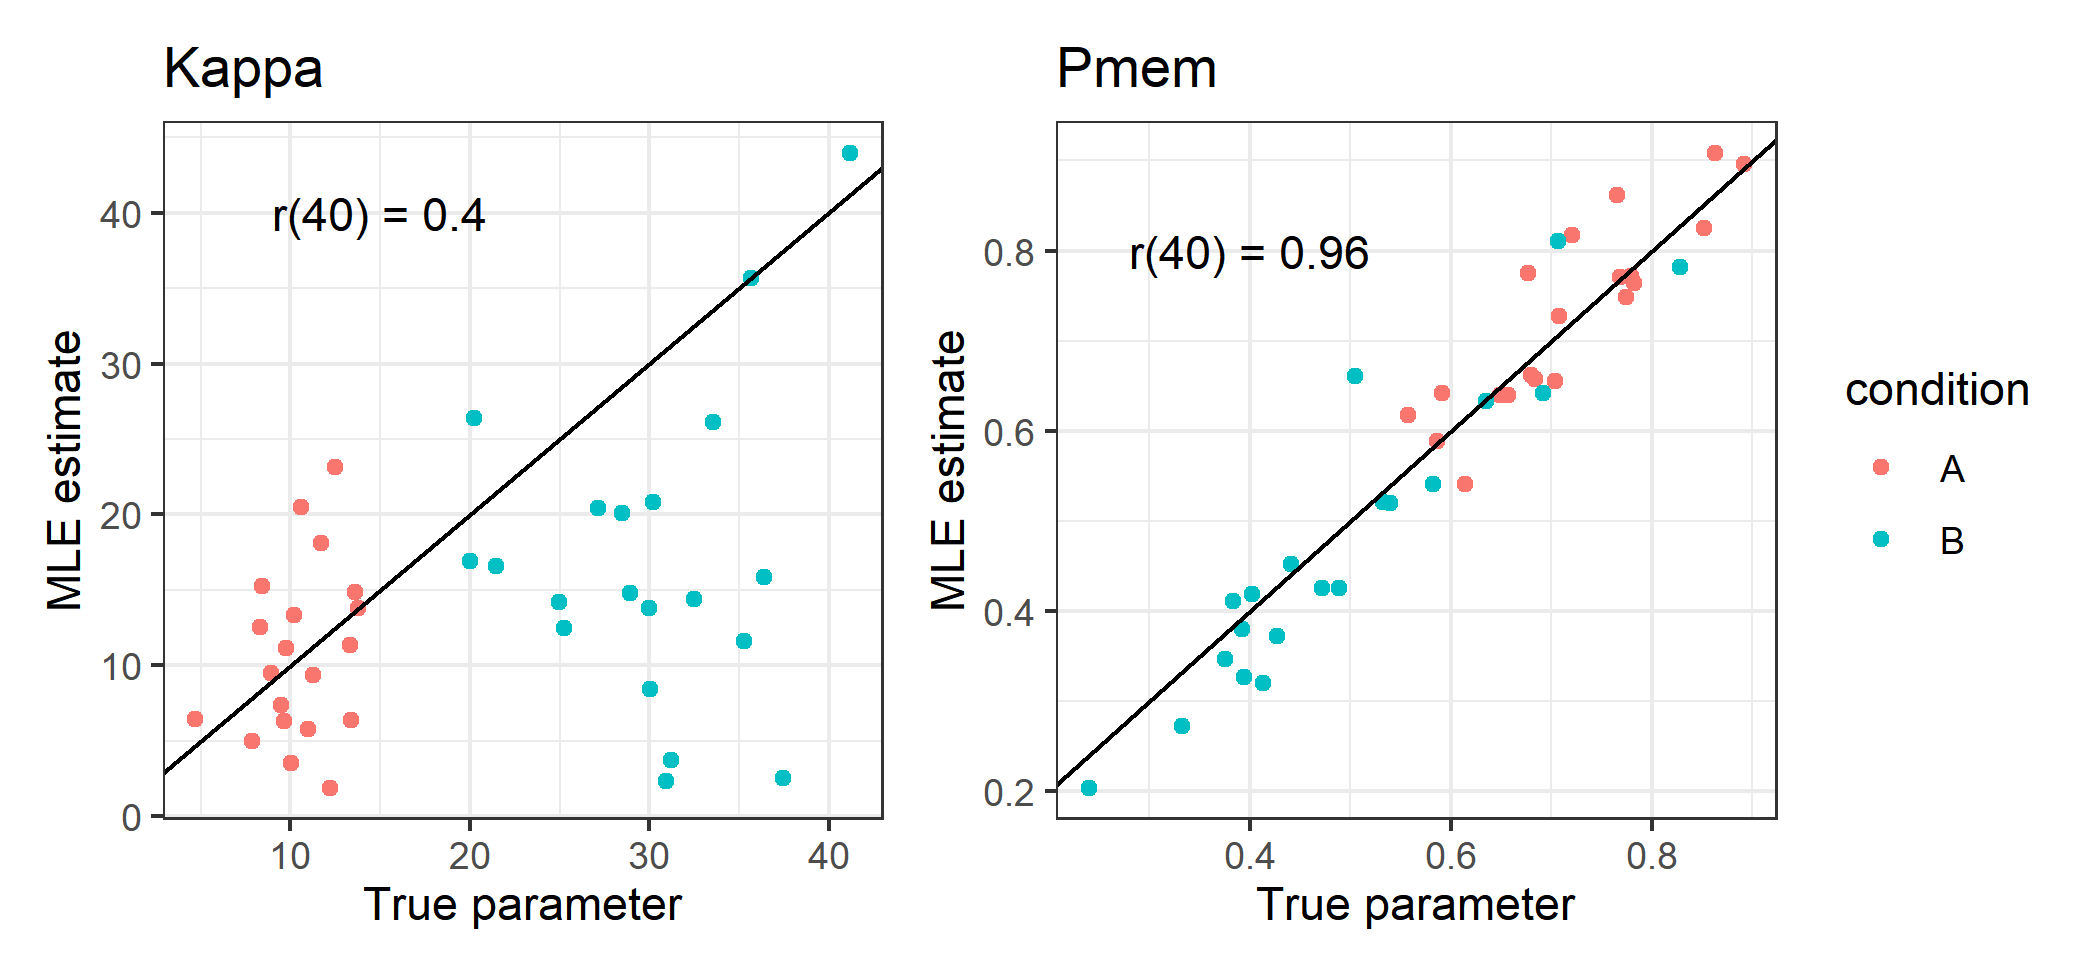 Kappa
r(40) = 0.4
40
30
20
10
0
MLE estimate
10 20 30 40
True parameter
Pmem
r(40) = 0.96
0.8
0.6
0.4
0.2
MLE estimate
0.4 0.6 0.8
True parameter
condition
A
B